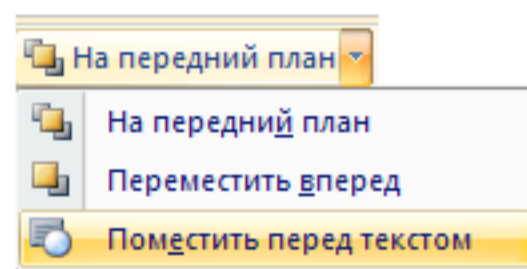 На передний план
На передний план
Переместить вперед
Поместить перед текстом